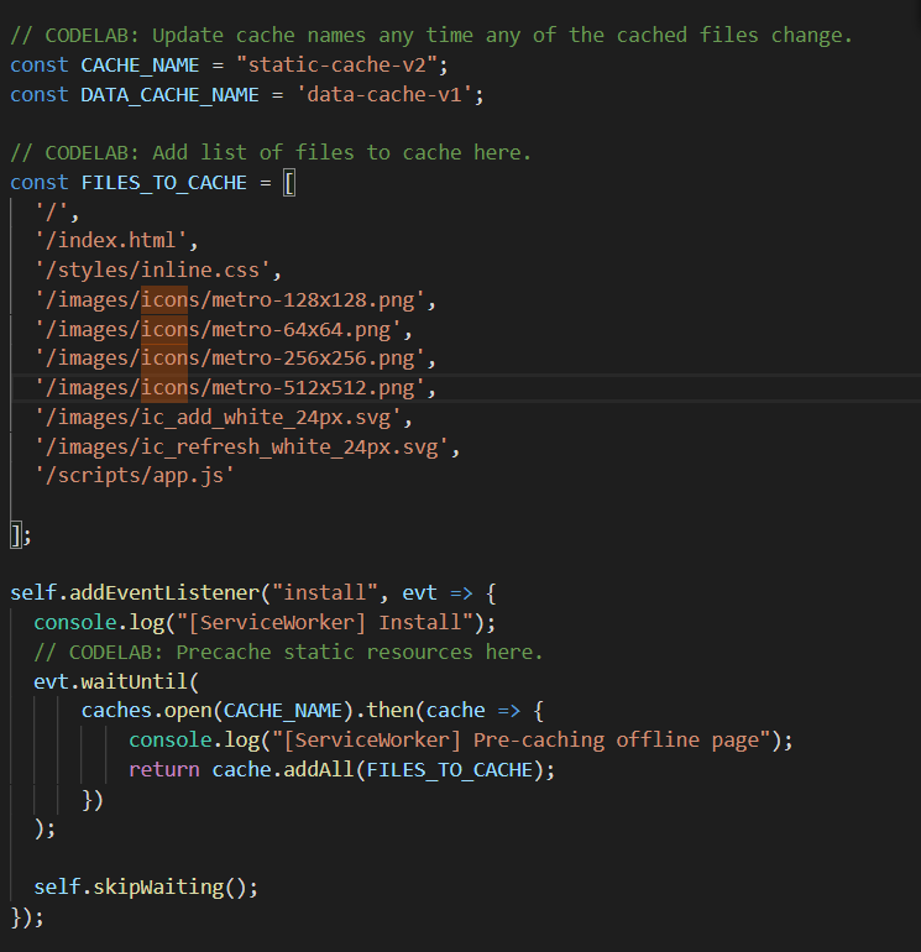 // CODELAB: Update cache names any time any of the cached files change.
const CACHE_NAME = "static-cache-v2";
const DATA_CACHE_NAME = 'data-cache-v1';
// CODELAB: Add list of files to cache here.
const FILES_TO_CACHE = [
  '/',
  '/index.html',
  '/styles/inline.css',
  '/images/icons/metro-128x128.png',
  '/images/icons/metro-64x64.png',
  '/images/icons/metro-256x256.png',
  '/images/icons/metro-512x512.png',
  '/images/ic_add_white_24px.svg',
  '/images/ic_refresh_white_24px.svg',
  '/scripts/app.js'
];
self.addEventListener("install", evt => {
  console.log("[ServiceWorker] Install");
  // CODELAB: Precache static resources here.
  evt.waitUntil(
      caches.open(CACHE_NAME).then(cache => {
          console.log("[ServiceWorker] Pre-caching offline page");
          return cache.addAll(FILES_TO_CACHE);
      })
  );
  self.skipWaiting();
});